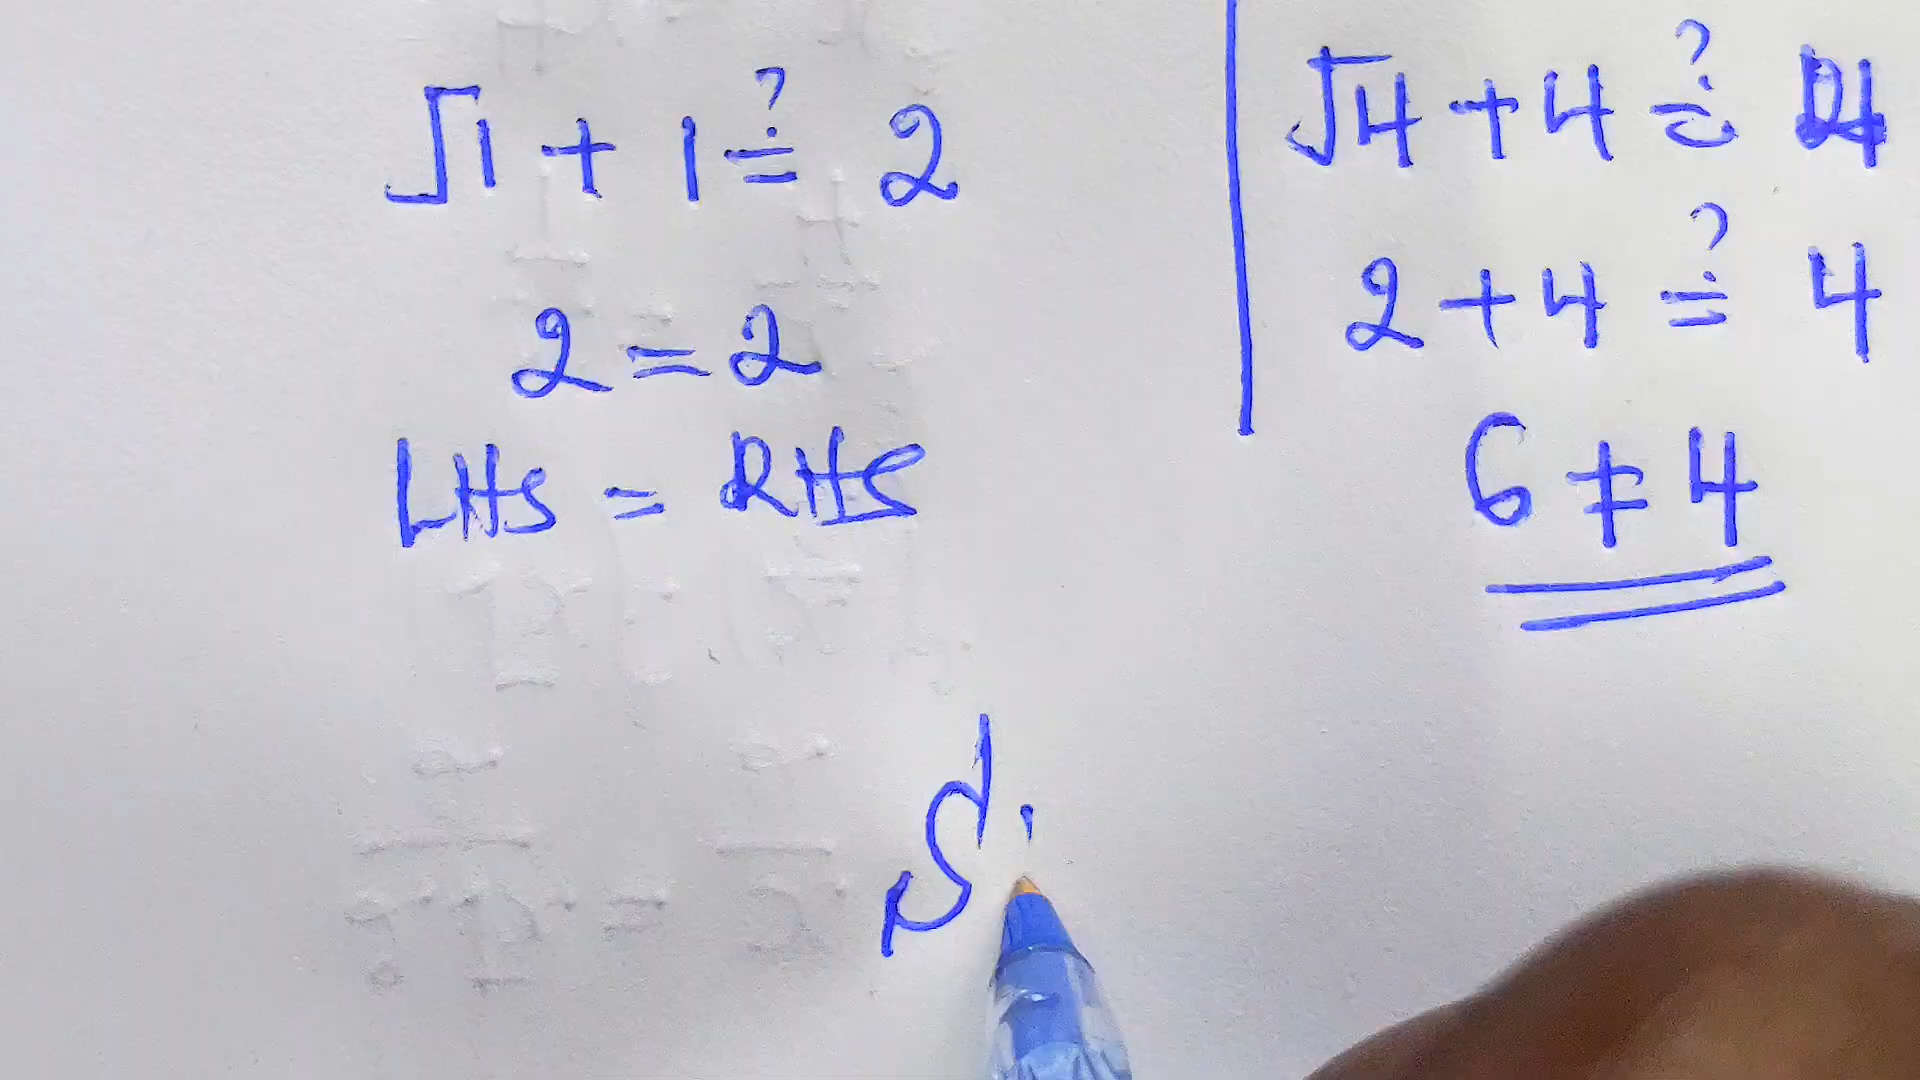 √1 + 1 ≟ 2
2 = 2
LHS = RHS
√4 + 4 ≟ 4
2 + 4 ≟ 4
6 ≠ 4